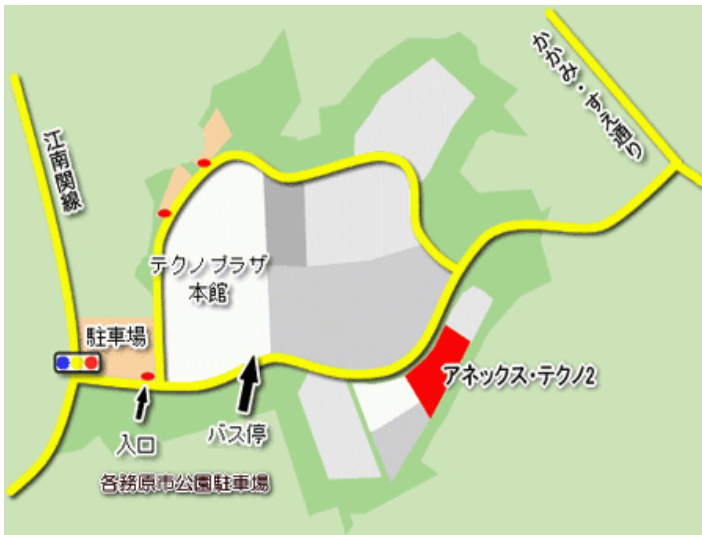 かかみ・すえ通り
江南関線
テクノプラザ
本館
駐車場
アネックス・テクノ2
入口
バス停
各務原市公園駐車場